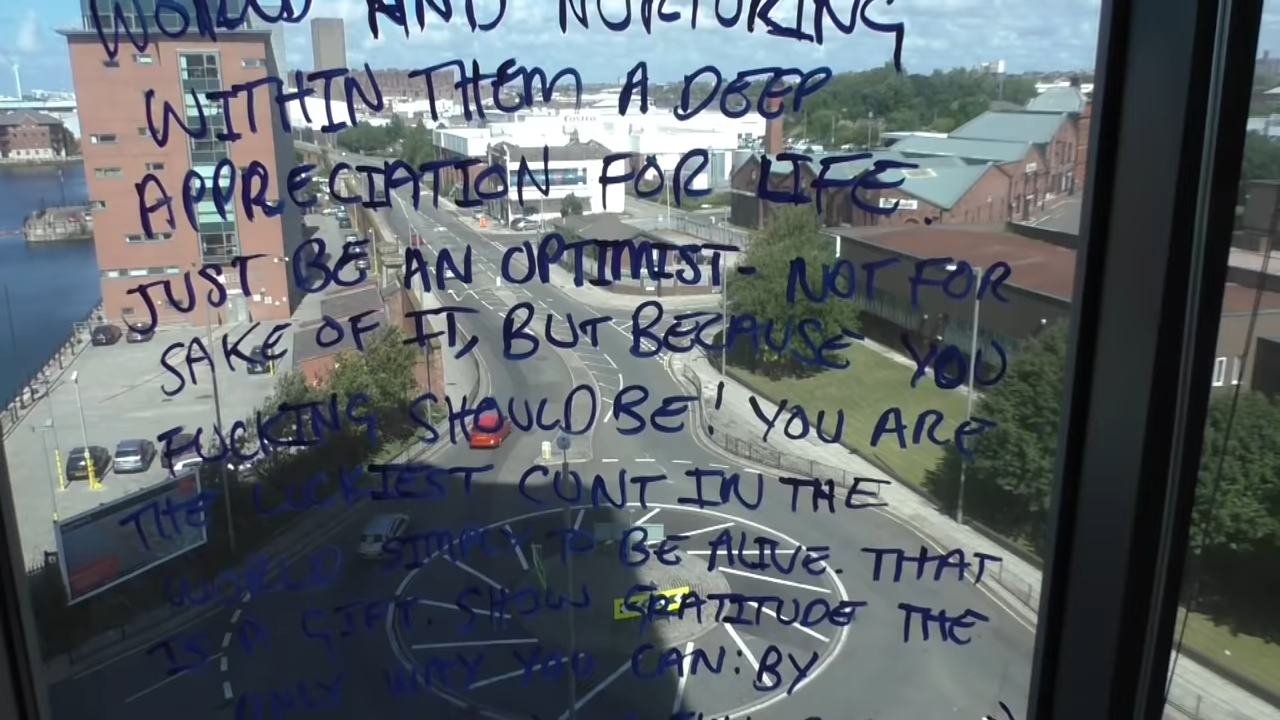 WORLD AND NURTURING
WITHIN THEM A DEEP
APPRECIATION FOR LIFE.
JUST BE AN OPTIMIST - NOT FOR
SAKE OF IT, BUT BECAUSE YOU
FUCKING SHOULD BE! YOU ARE
THE LUCKIEST CUNT IN THE
WORLD SIMPLY TO BE ALIVE. THAT
IS A GIFT. SHOW GRATITUDE THE
ONLY WAY YOU CAN: BY
Costco